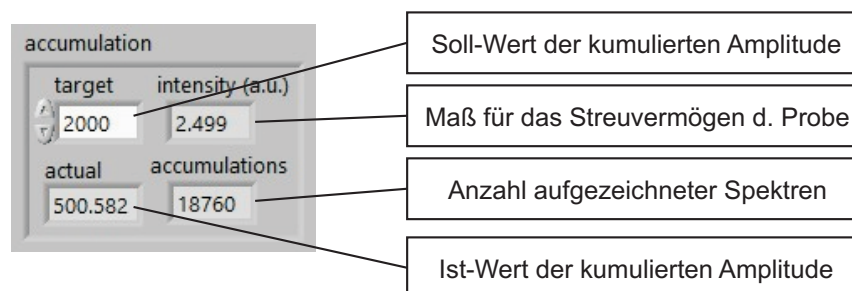 accumulation
target intensity (a.u.)
2000 2.499
actual accumulations
500.582 18760
Soll-Wert der kumulierten Amplitude
Maß für das Streuvermögen d. Probe
Anzahl aufgezeichneter Spektren
Ist-Wert der kumulierten Amplitude